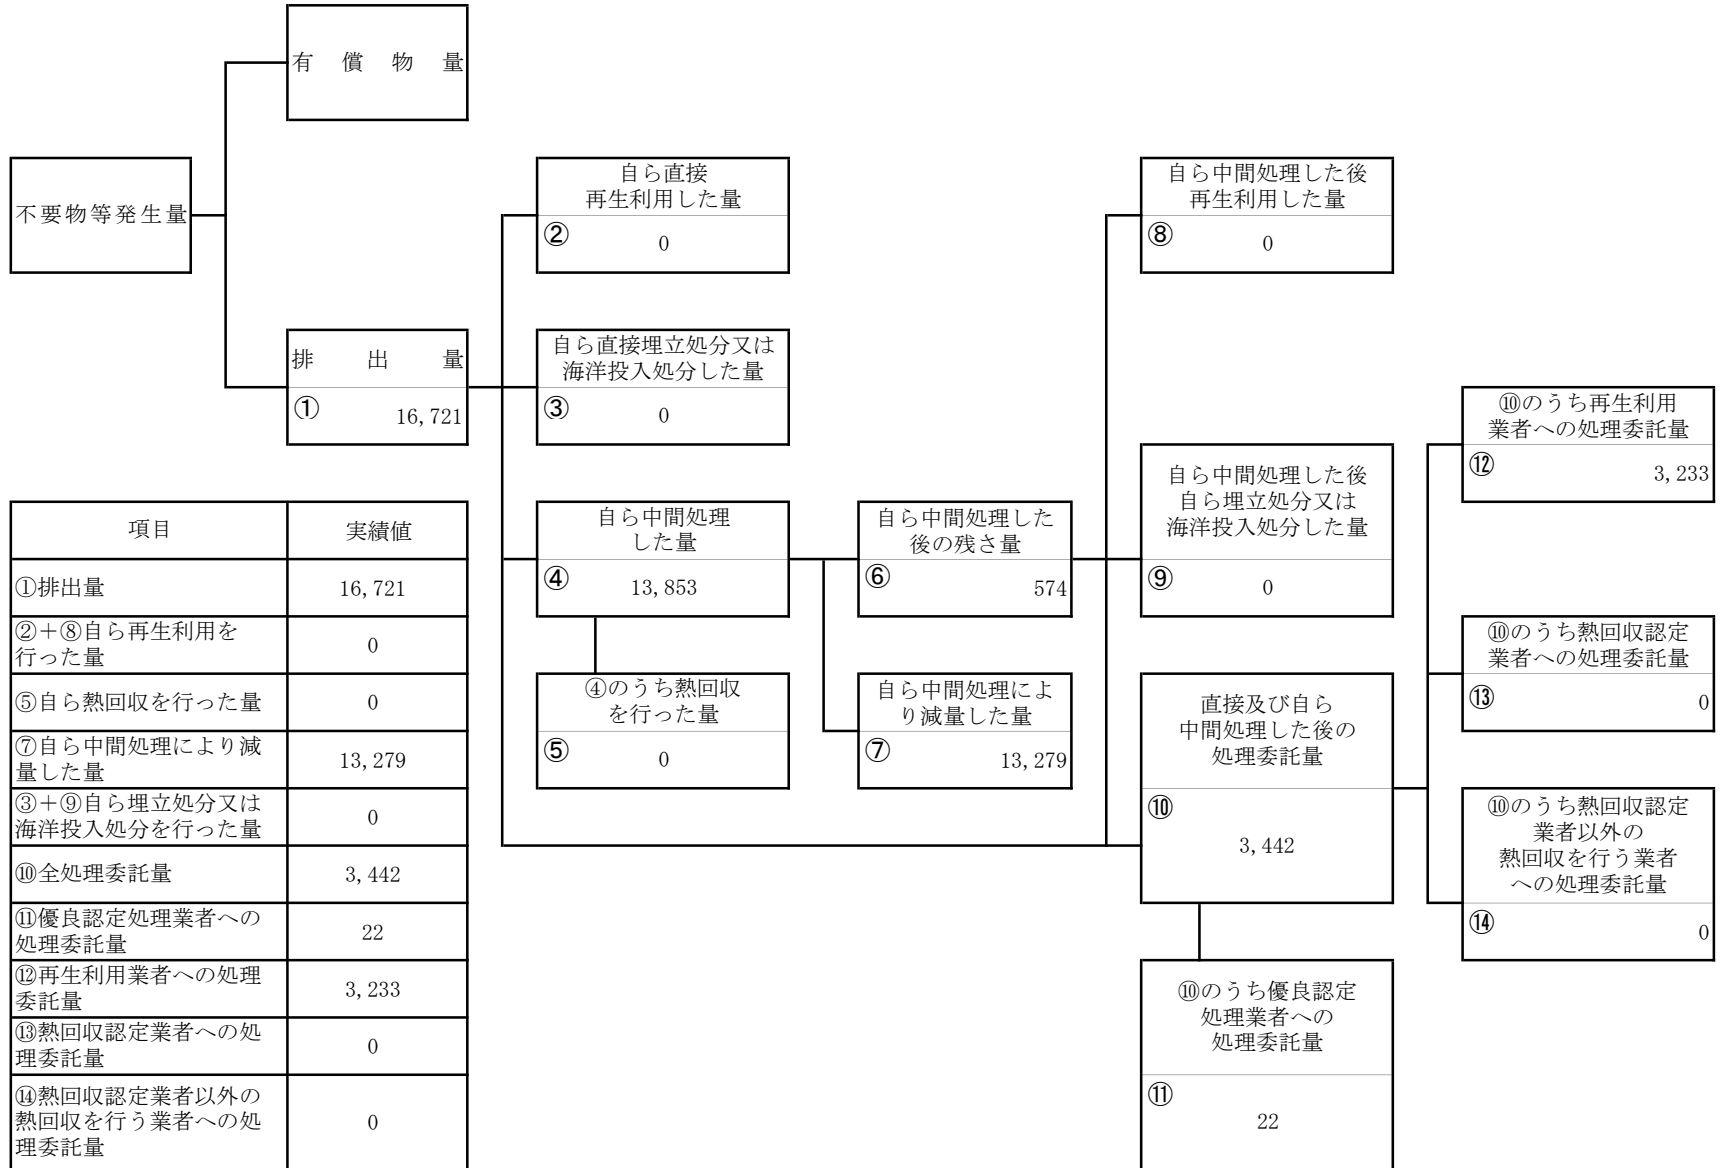 有償物量
不要物等発生量
排出量
① 16,721
自ら直接
再生利用した量
② 0
自ら直接埋立処分又は
海洋投入処分した量
③ 0
自ら中間処理
した量
④ 13,853
④のうち熱回収
を行った量
⑤ 0
自ら中間処理した
後の残さ量
⑥ 574
自ら中間処理によ
り減量した量
⑦ 13,279
自ら中間処理した後
再生利用した量
⑧ 0
自ら中間処理した後
自ら埋立処分又は
海洋投入処分した量
⑨ 0
直接及び自ら
中間処理した後の
処理委託量
⑩
3,442
⑩のうち優良認定
処理業者への
処理委託量
⑪
22
⑩のうち再生利用
業者への処理委託量
⑫ 3,233
⑩のうち熱回収認定
業者への処理委託量
⑬ 0
⑩のうち熱回収認定
業者以外の
熱回収を行う業者
への処理委託量
⑭ 0
項目 実績値
①排出量 16,721
②+⑧自ら再生利用を
行った量 0
⑤自ら熱回収を行った量 0
⑦自ら中間処理により減
量した量 13,279
③+⑨自ら埋立処分又は
海洋投入処分を行った量 0
⑩全処理委託量 3,442
⑪優良認定処理業者への
処理委託量 22
⑫再生利用業者への処理
委託量 3,233
⑬熱回収認定業者への処
理委託量 0
⑭熱回収認定業者以外の
熱回収を行う業者への処
理委託量 0